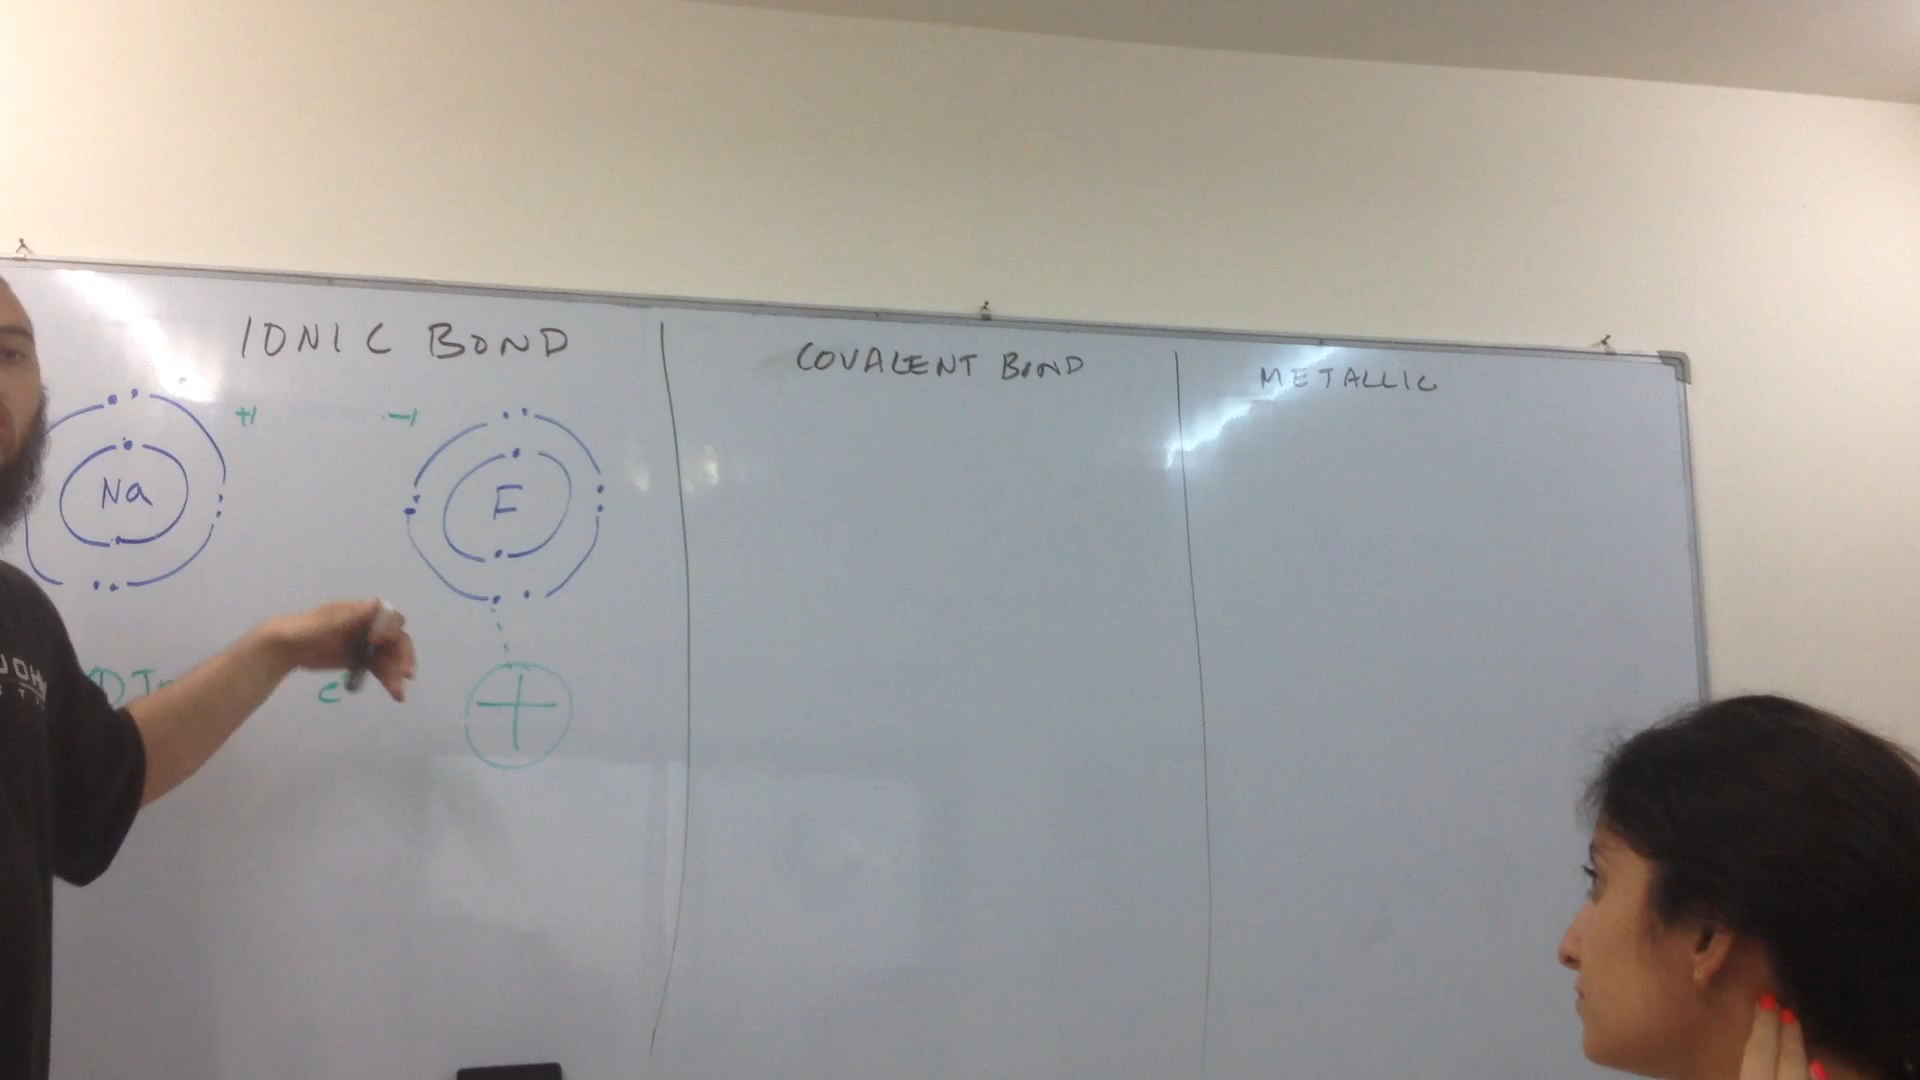 IONIC BOND
COVALENT BOND
METALLIC
+1
-1
Na
F
+